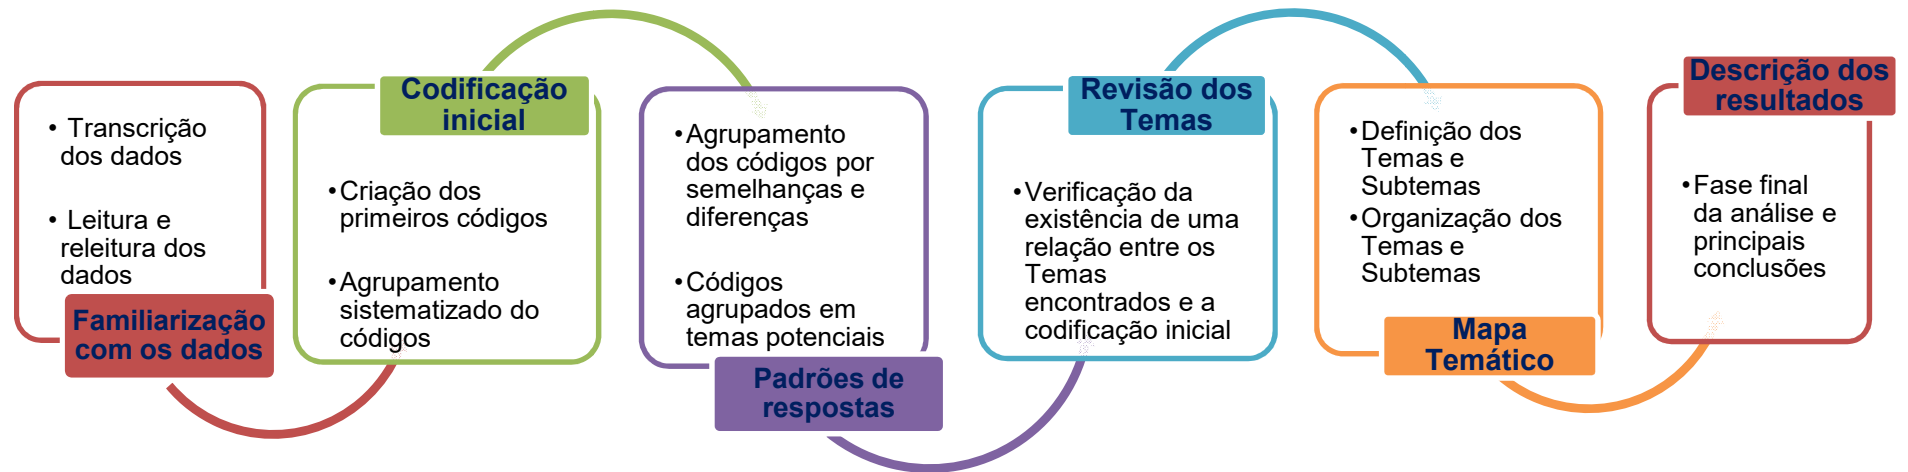 • Transcrição
dos dados
• Leitura e
releitura dos
dados
Familiarização
com os dados
Codificação
inicial
•Criação dos
primeiros códigos
•Agrupamento
sistematizado do
códigos
•Agrupamento
dos códigos por
semelhanças e
diferenças
•Códigos
agrupados em
temas potenciais
Padrões de
respostas
Revisão dos
Temas
•Verificação da
existência de uma
relação entre os
Temas
encontrados e a
codificação inicial
•Definição dos
Temas e
Subtemas
•Organização dos
Temas e
Subtemas
Mapa
Temático
Descrição dos
resultados
•Fase final
da análise e
principais
conclusões